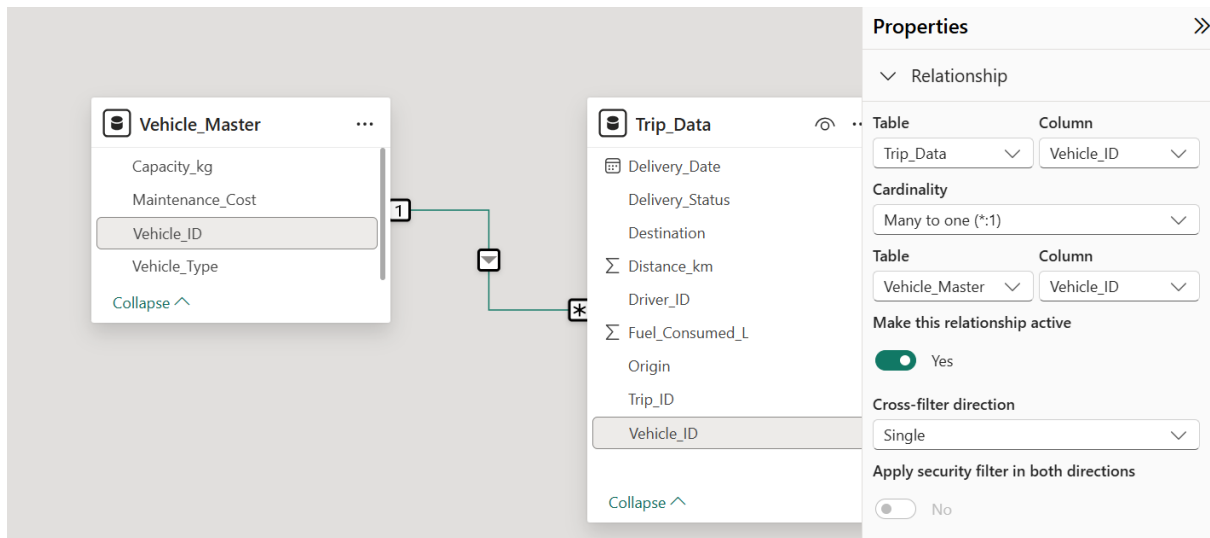 Vehicle_Master
Capacity_kg
Maintenance_Cost
Vehicle_ID
Vehicle_Type
Collapse
1
*
Trip_Data
Delivery_Date
Delivery_Status
Destination
Distance_km
Driver_ID
Fuel_Consumed_L
Origin
Trip_ID
Vehicle_ID
Collapse
Properties
Relationship
Table Column
Trip_Data Vehicle_ID
Cardinality
Many to one (*:1)
Table Column
Vehicle_Master Vehicle_ID
Make this relationship active
Yes
Cross-filter direction
Single
Apply security filter in both directions
No